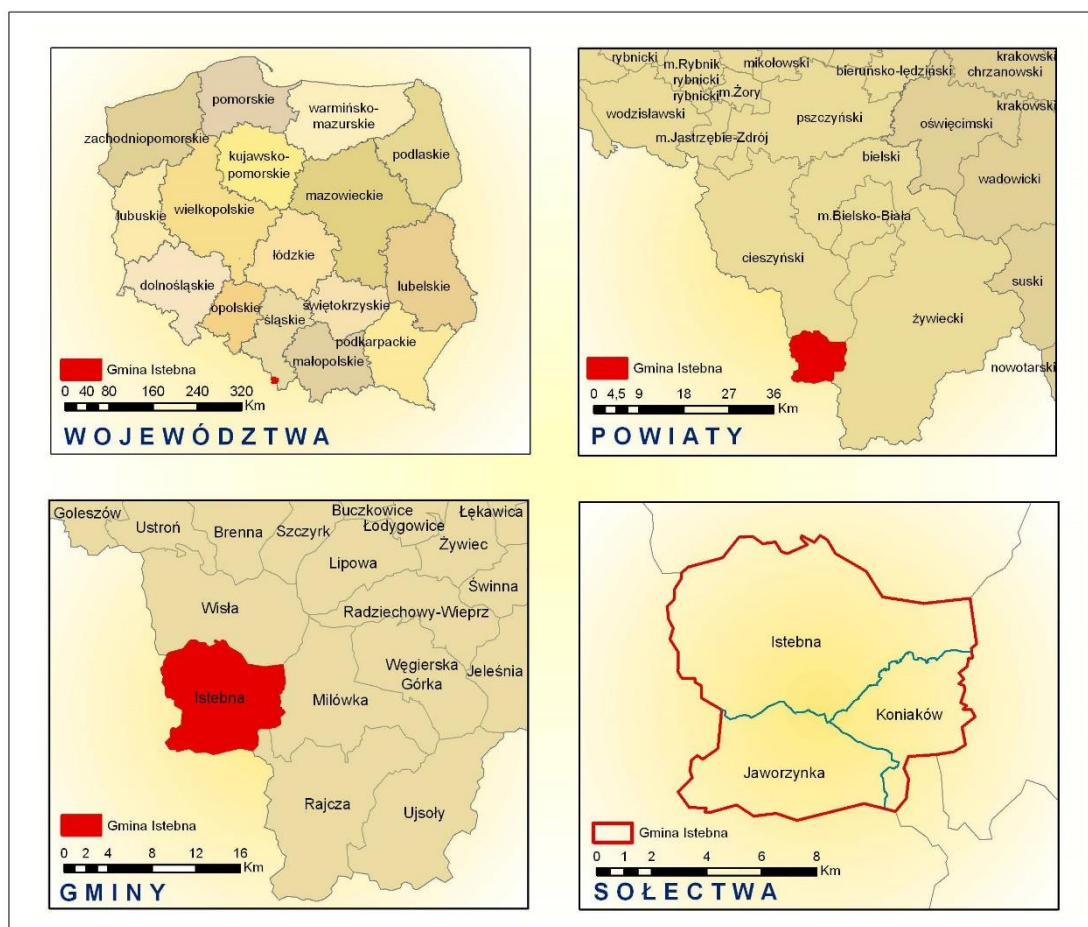 pomorskie
warmińsko-
mazurskie
zachodniopomorskie
podlaskie
kujawsko-
pomorskie
mazowieckie
lubuskie
wielkopolskie
łódzkie
lubelskie
dolnośląskie
opolskie
śląskie
świętokrzyskie
podkarpackie
małopolskie
Gmina Istebna
0 40 80 160 240 320
Km
WOJEWÓDZTWA
rybnicki
m.Rybnik
mikołowski
bieruńsko-lędziński
krakowski
chrzanowski
rybnicki
rybnicki
m.Żory
krakowski
wodzisławski
pszczyński
oświęcimski
m.Jastrzębie-Zdrój
bielski
wadowicki
m.Bielsko-Biała
cieszyński
suski
żywiecki
nowotarski
Gmina Istebna
0 4,5 9 18 27 36
Km
POWIATY
Goleszów
Ustroń
Brenna
Szczyrk
Buczkowice
Łodygowice
Łękawica
Żywiec
Lipowa
Świnna
Wisła
Radziechowy-Wieprz
Węgierska
Górka
Jeleśnia
Istebna
Milówka
Rajcza
Ujsoły
Gmina Istebna
0 2 4 8 12 16
Km
GMINY
Istebna
Koniaków
Jaworzynka
Gmina Istebna
0 1 2 4 6 8
Km
SOŁECTWA